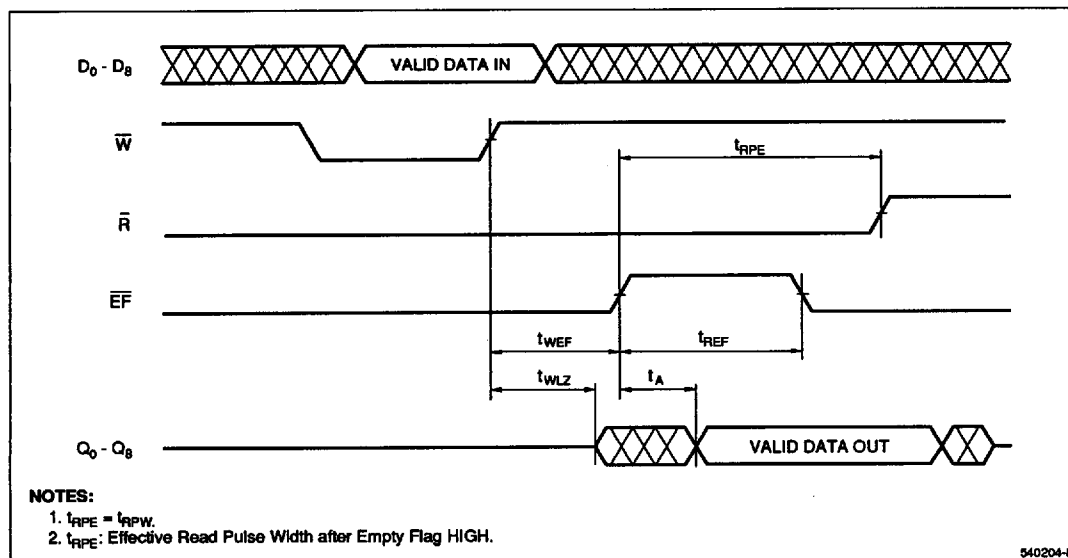 D0 - D8
VALID DATA IN
W̅
tRPE
R̅
E̅F̅
tWEF
tREF
tWLZ
tA
Q0 - Q8
VALID DATA OUT
NOTES:
1. tRPE = tRPW.
2. tRPE: Effective Read Pulse Width after Empty Flag HIGH.